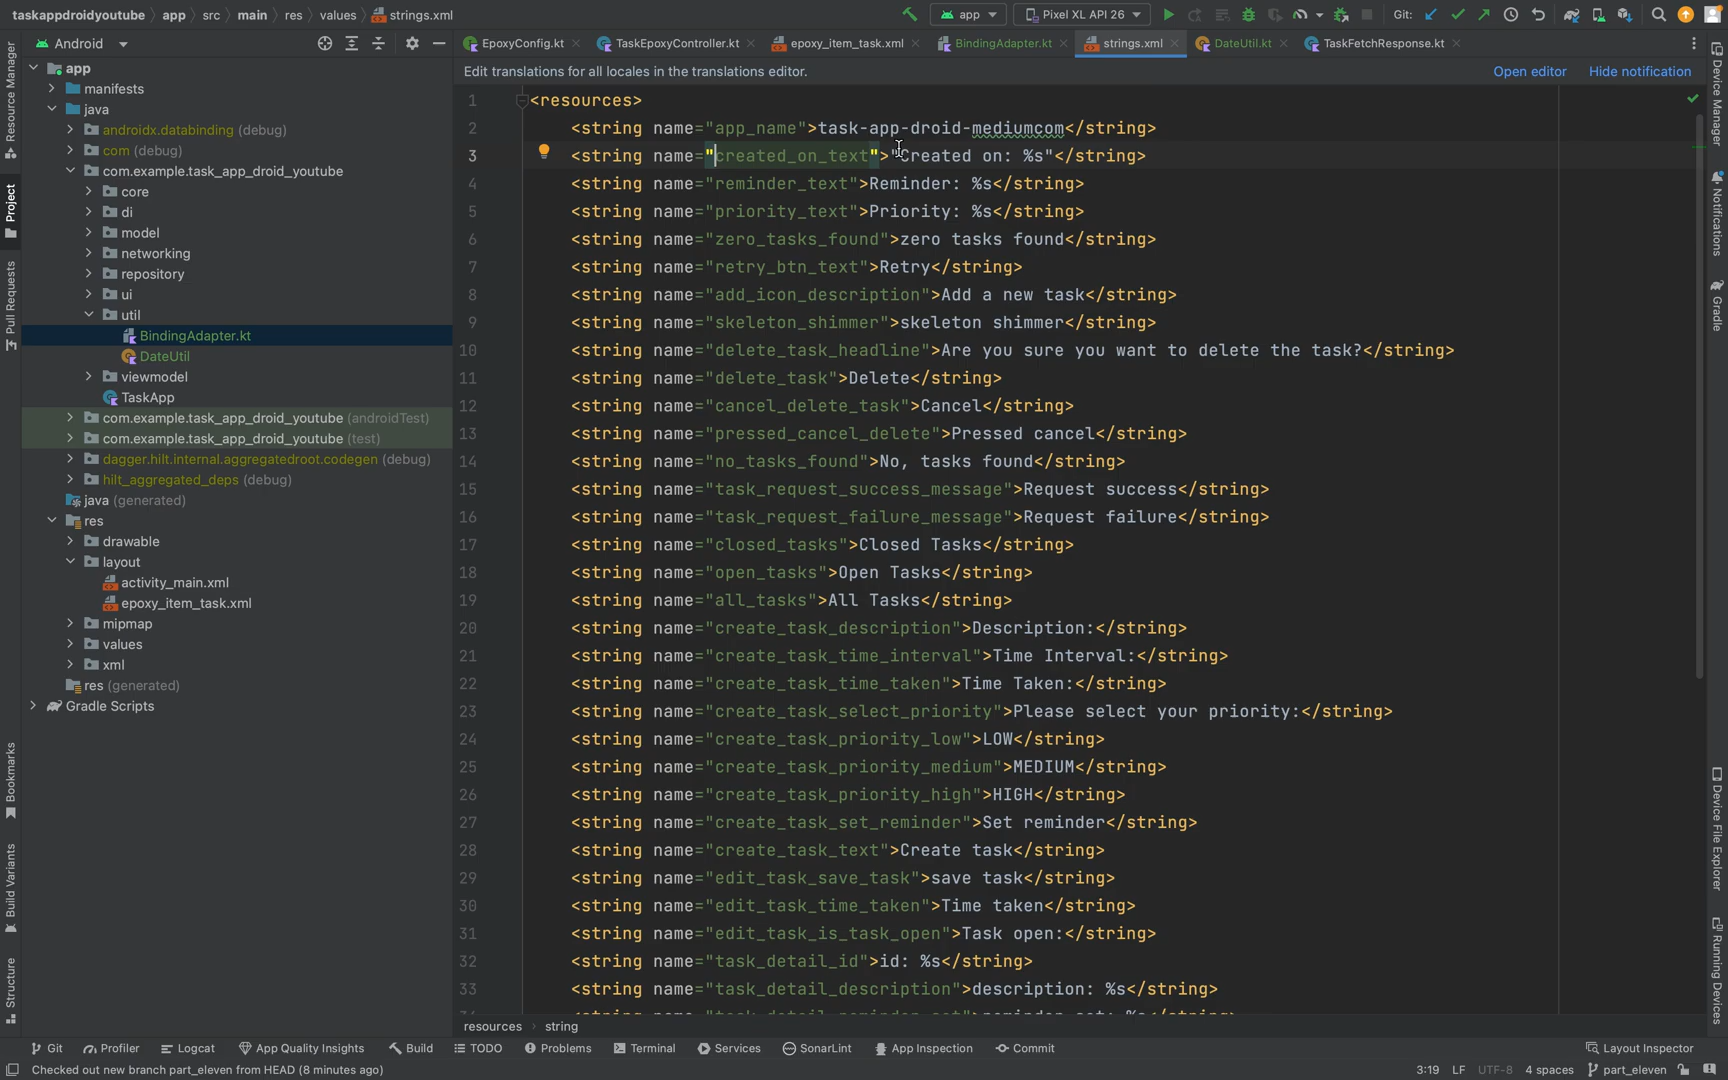 taskappdroidyoutube app src main res values strings.xml
app Pixel XL API 26 Git:
Android
EpoxyConfig.kt TaskEpoxyController.kt epoxy_item_task.xml BindingAdapter.kt strings.xml DateUtil.kt TaskFetchResponse.kt
Edit translations for all locales in the translations editor. Open editor Hide notification
Resource Manager
Project
Pull Requests
Bookmarks
Build Variants
Structure
app
manifests
java
androidx.databinding (debug)
com (debug)
com.example.task_app_droid_youtube
core
di
model
networking
repository
ui
util
BindingAdapter.kt
DateUtil
viewmodel
TaskApp
com.example.task_app_droid_youtube (androidTest)
com.example.task_app_droid_youtube (test)
dagger.hilt.internal.aggregatedroot.codegen (debug)
hilt_aggregated_deps (debug)
java (generated)
res
drawable
layout
activity_main.xml
epoxy_item_task.xml
mipmap
values
xml
res (generated)
Gradle Scripts
1 <resources>
2 <string name="app_name">task-app-droid-mediumcom</string>
3 <string name="created_on_text">"Created on: %s"</string>
4 <string name="reminder_text">Reminder: %s</string>
5 <string name="priority_text">Priority: %s</string>
6 <string name="zero_tasks_found">zero tasks found</string>
7 <string name="retry_btn_text">Retry</string>
8 <string name="add_icon_description">Add a new task</string>
9 <string name="skeleton_shimmer">skeleton shimmer</string>
10 <string name="delete_task_headline">Are you sure you want to delete the task?</string>
11 <string name="delete_task">Delete</string>
12 <string name="cancel_delete_task">Cancel</string>
13 <string name="pressed_cancel_delete">Pressed cancel</string>
14 <string name="no_tasks_found">No, tasks found</string>
15 <string name="task_request_success_message">Request success</string>
16 <string name="task_request_failure_message">Request failure</string>
17 <string name="closed_tasks">Closed Tasks</string>
18 <string name="open_tasks">Open Tasks</string>
19 <string name="all_tasks">All Tasks</string>
20 <string name="create_task_description">Description:</string>
21 <string name="create_task_time_interval">Time Interval:</string>
22 <string name="create_task_time_taken">Time Taken:</string>
23 <string name="create_task_select_priority">Please select your priority:</string>
24 <string name="create_task_priority_low">LOW</string>
25 <string name="create_task_priority_medium">MEDIUM</string>
26 <string name="create_task_priority_high">HIGH</string>
27 <string name="create_task_set_reminder">Set reminder</string>
28 <string name="create_task_text">Create task</string>
29 <string name="edit_task_save_task">save task</string>
30 <string name="edit_task_time_taken">Time taken</string>
31 <string name="edit_task_is_task_open">Task open:</string>
32 <string name="task_detail_id">id: %s</string>
33 <string name="task_detail_description">description: %s</string>
Device Manager
Notifications
Gradle
Device File Explorer
Running Devices
resources string
Git Profiler Logcat App Quality Insights Build TODO Problems Terminal Services SonarLint App Inspection Commit Layout Inspector
Checked out new branch part_eleven from HEAD (8 minutes ago) 3:19 LF UTF-8 4 spaces part_eleven